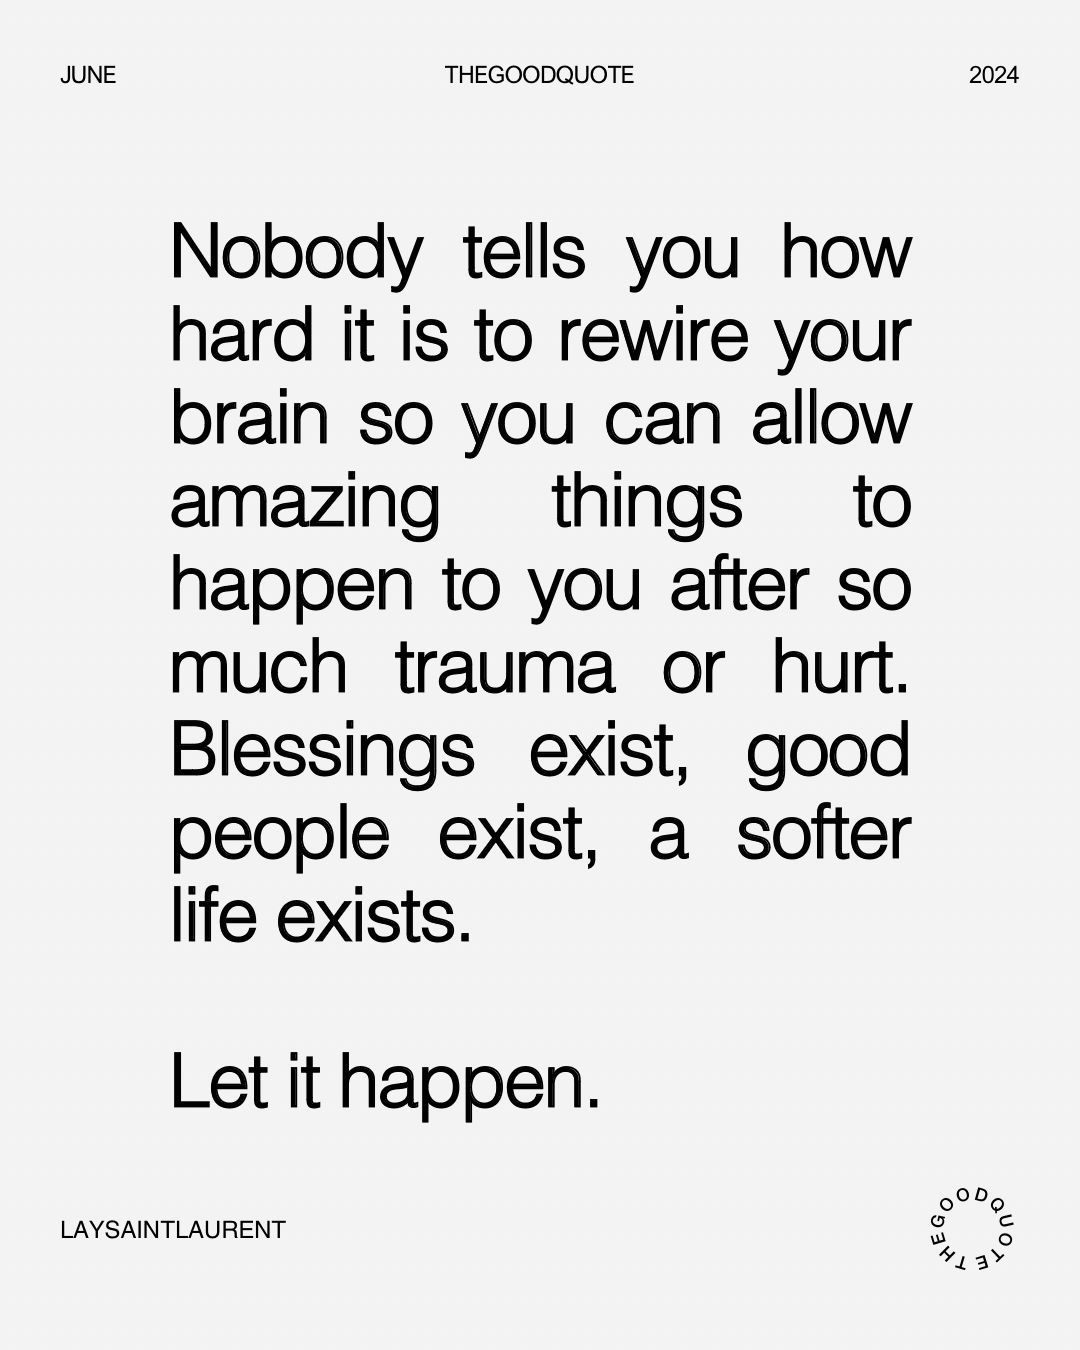 JUNE THEGOODQUOTE 2024
Nobody tells you how
hard it is to rewire your
brain so you can allow
amazing things to
happen to you after so
much trauma or hurt.
Blessings exist, good
people exist, a softer
life exists.
Let it happen.
LAYSAINTLAURENT
THEGOODQUOTE